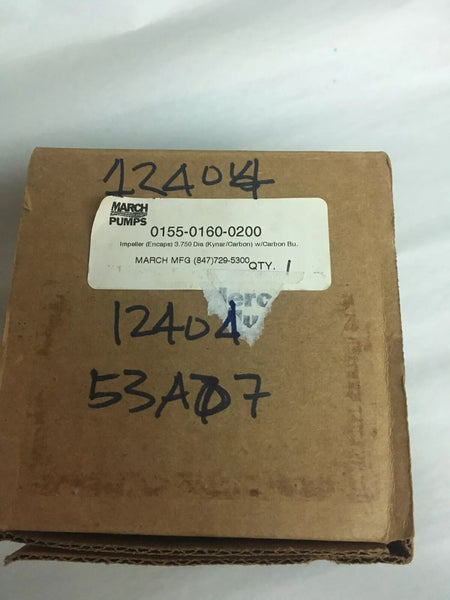 12404
MARCH
PUMPS
0155-0160-0200
Impeller (Encaps) 3.750 Dia (Kynar/Carbon) w/Carbon Bu.
MARCH MFG (847)729-5300 QTY. 1
12404
53A07